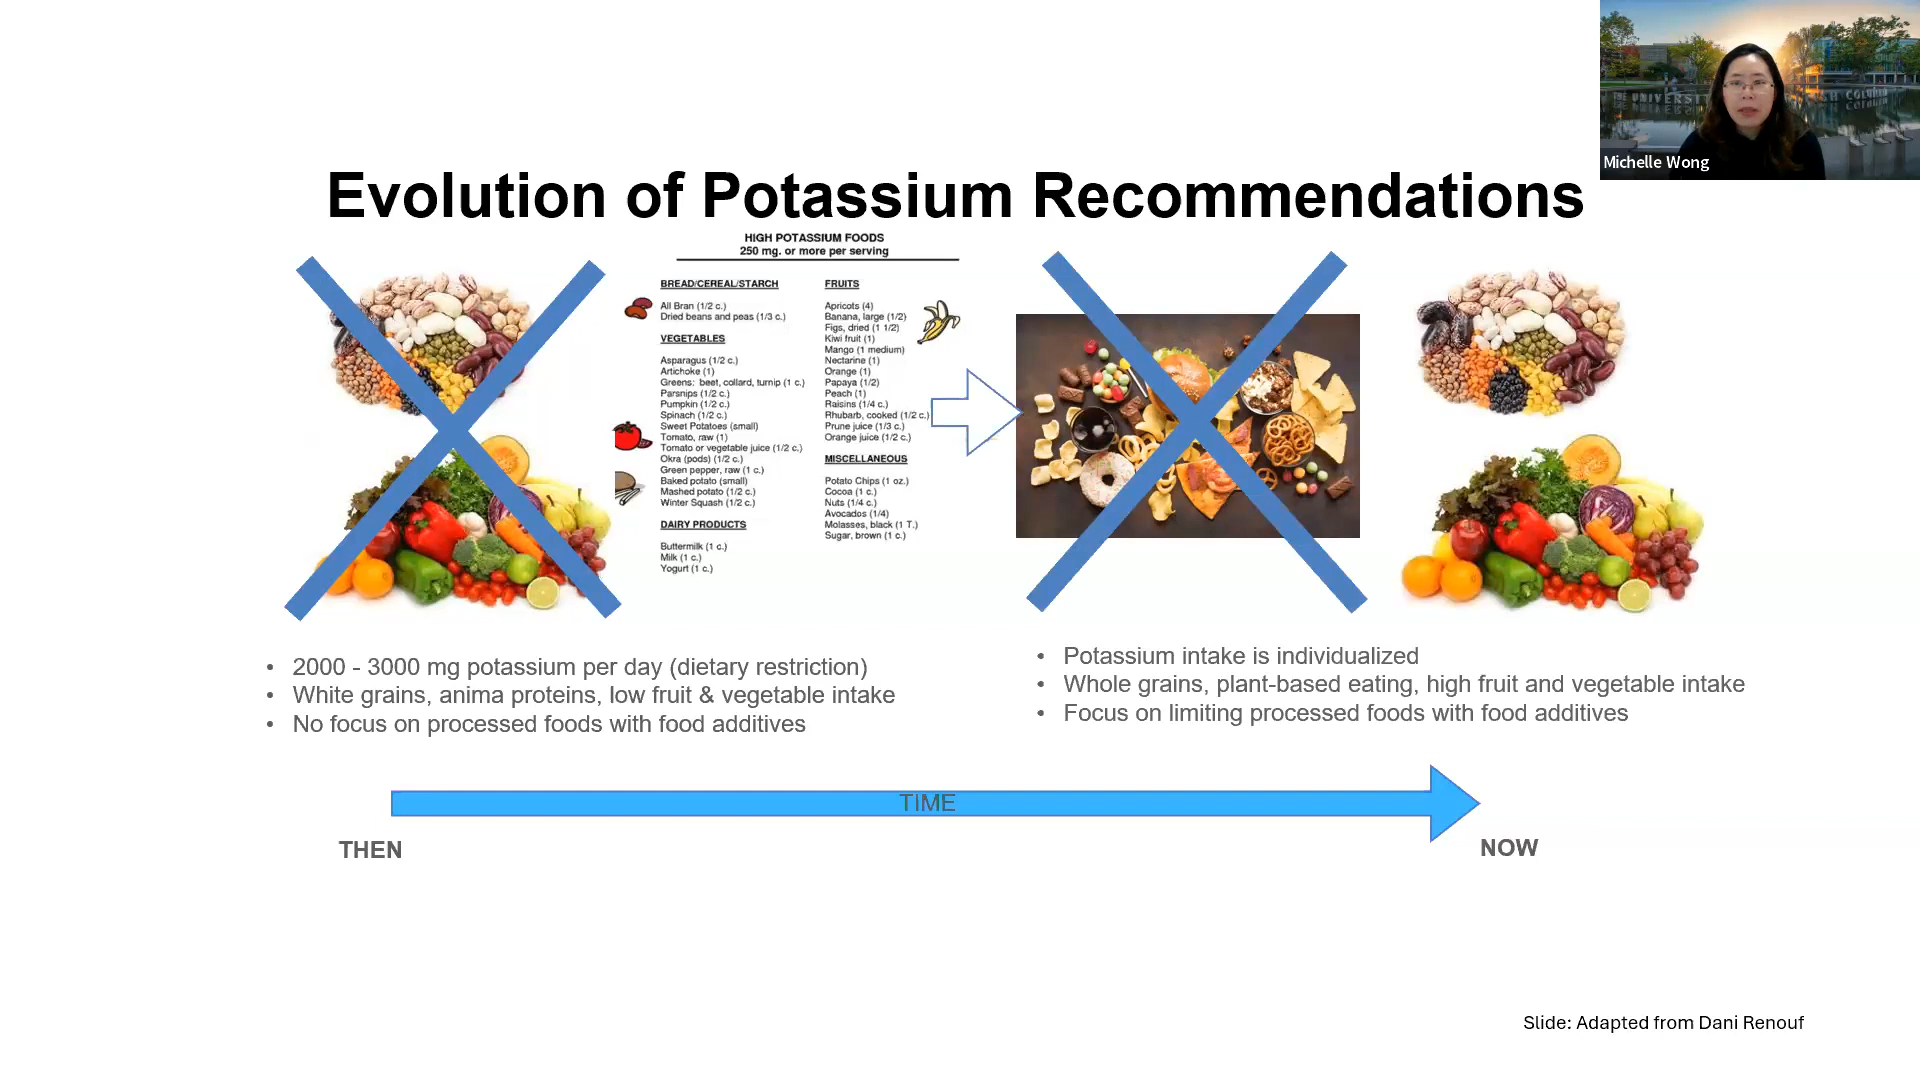 Michelle Wong
Evolution of Potassium Recommendations
HIGH POTASSIUM FOODS
250 mg. or more per serving
BREAD/CEREAL/STARCH
All Bran (1/2 c.)
Dried beans and peas (1/3 c.)
VEGETABLES
Asparagus (1/2 c.)
Artichoke (1)
Greens: beet, collard, turnip (1 c.)
Parsnips (1/2 c.)
Pumpkin (1/2 c.)
Spinach (1/2 c.)
Sweet Potatoes (small)
Tomato, raw (1)
Tomato or vegetable juice (1/2 c.)
Okra (pods) (1/2 c.)
Green pepper, raw (1 c.)
Baked potato (small)
Mashed potato (1/2 c.)
Winter Squash (1/2 c.)
DAIRY PRODUCTS
Buttermilk (1 c.)
Milk (1 c.)
Yogurt (1 c.)
FRUITS
Apricots (4)
Banana, large (1/2)
Figs, dried (1 1/2)
Kiwi fruit (1)
Mango (1 medium)
Nectarine (1)
Orange (1)
Papaya (1/2)
Peach (1)
Raisins (1/4 c.)
Rhubarb, cooked (1/2 c.)
Prune juice (1/3 c.)
Orange juice (1/2 c.)
MISCELLANEOUS
Potato Chips (1 oz.)
Cocoa (1 c.)
Nuts (1/4 c.)
Avocados (1/4)
Molasses, black (1 T.)
Sugar, brown (1 c.)
• 2000 - 3000 mg potassium per day (dietary restriction)
• White grains, anima proteins, low fruit & vegetable intake
• No focus on processed foods with food additives
• Potassium intake is individualized
• Whole grains, plant-based eating, high fruit and vegetable intake
• Focus on limiting processed foods with food additives
TIME
THEN
NOW
Slide: Adapted from Dani Renouf